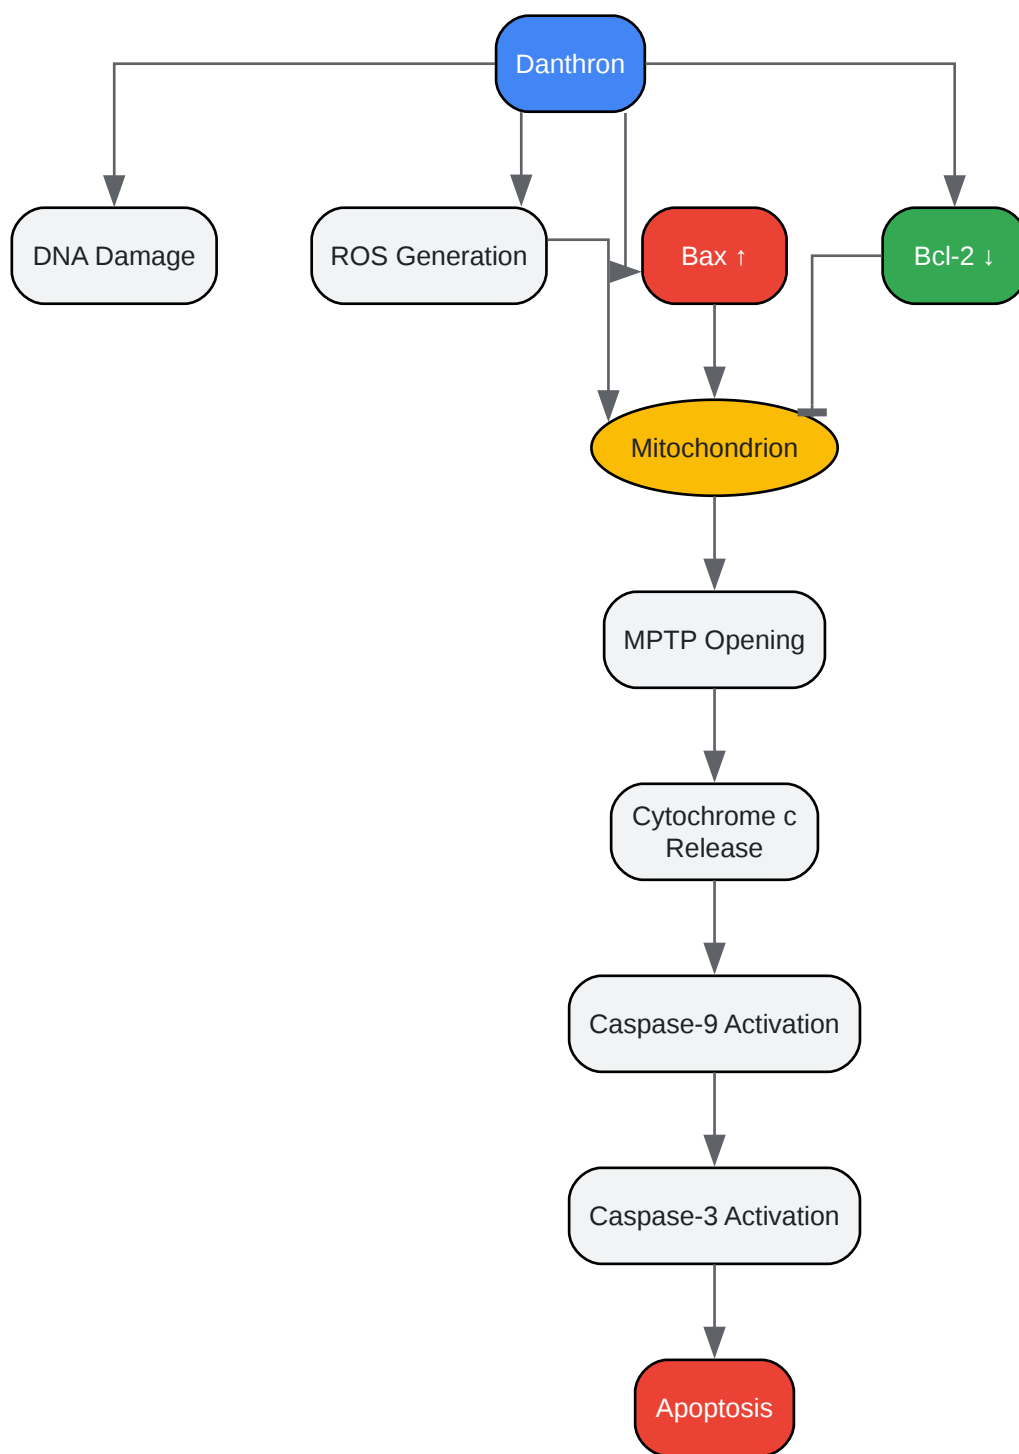 Danthron
DNA Damage
ROS Generation
Bax ↑
Bcl-2 ↓
Mitochondrion
MPTP Opening
Cytochrome c
Release
Caspase-9 Activation
Caspase-3 Activation
Apoptosis